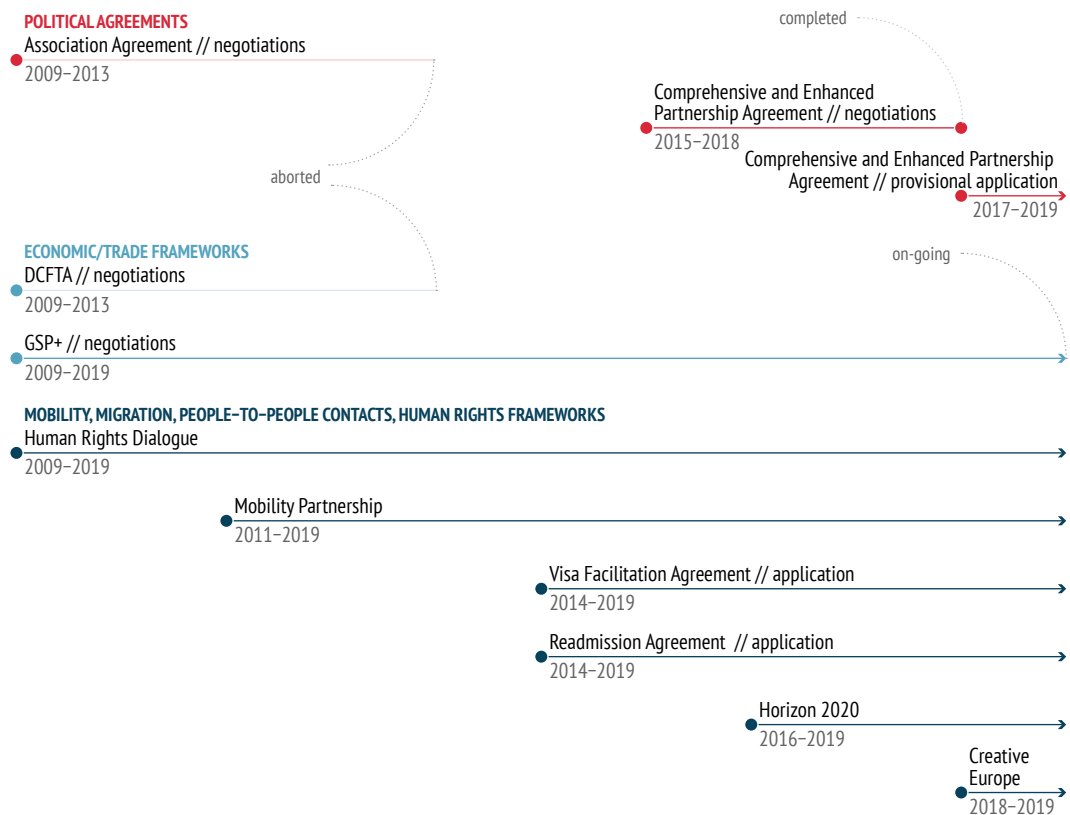 POLITICAL AGREEMENTS
Association Agreement // negotiations
2009–2013
completed
Comprehensive and Enhanced
Partnership Agreement // negotiations
2015–2018
Comprehensive and Enhanced Partnership
Agreement // provisional application
2017–2019
aborted
ECONOMIC/TRADE FRAMEWORKS
DCFTA // negotiations
2009–2013
on-going
GSP+ // negotiations
2009–2019
MOBILITY, MIGRATION, PEOPLE–TO–PEOPLE CONTACTS, HUMAN RIGHTS FRAMEWORKS
Human Rights Dialogue
2009–2019
Mobility Partnership
2011–2019
Visa Facilitation Agreement // application
2014–2019
Readmission Agreement // application
2014–2019
Horizon 2020
2016–2019
Creative
Europe
2018–2019